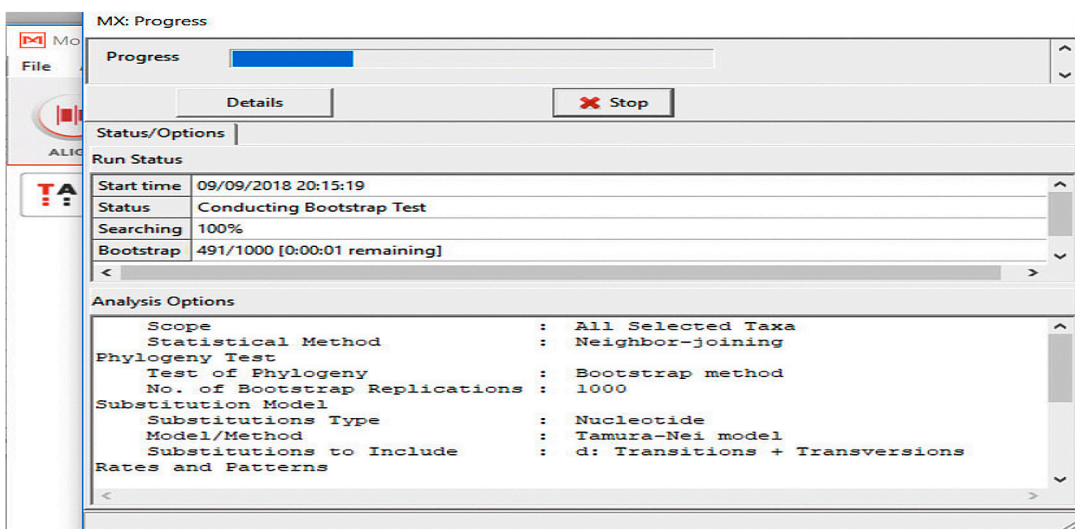 MX: Progress
Mo
File
Progress
Details
Stop
ALIG
Status/Options
Run Status
TA
Start time 09/09/2018 20:15:19
Status Conducting Bootstrap Test
Searching 100%
Bootstrap 491/1000 [0:00:01 remaining]
Analysis Options
Scope : All Selected Taxa
Statistical Method : Neighbor-joining
Phylogeny Test
Test of Phylogeny : Bootstrap method
No. of Bootstrap Replications : 1000
Substitution Model
Substitutions Type : Nucleotide
Model/Method : Tamura-Nei model
Substitutions to Include : d: Transitions + Transversions
Rates and Patterns